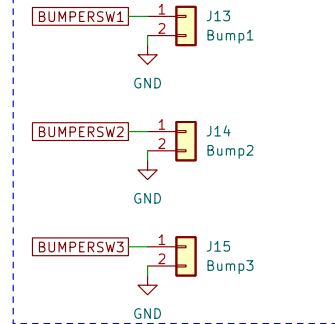 BUMPERSW1 1 J13
2 Bump1
GND
BUMPERSW2 1 J14
2 Bump2
GND
BUMPERSW3 1 J15
2 Bump3
GND